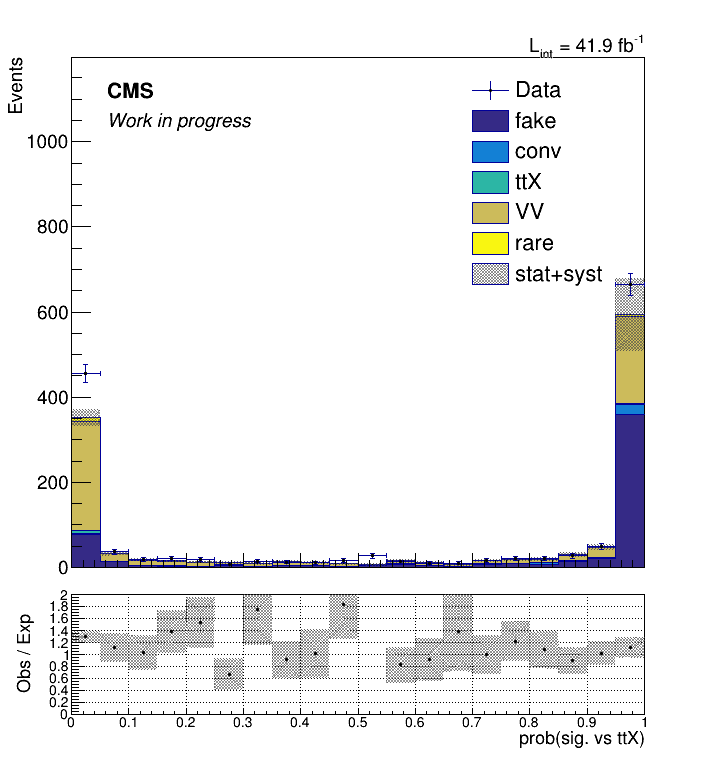 L_int = 41.9 fb^-1
Events
CMS
Work in progress
Data
fake
conv
ttX
VV
rare
stat+syst
1000
800
600
400
200
0
Obs / Exp
2
1.8
1.6
1.4
1.2
1
0.8
0.6
0.4
0.2
0
0 0.1 0.2 0.3 0.4 0.5 0.6 0.7 0.8 0.9 1
prob(sig. vs ttX)